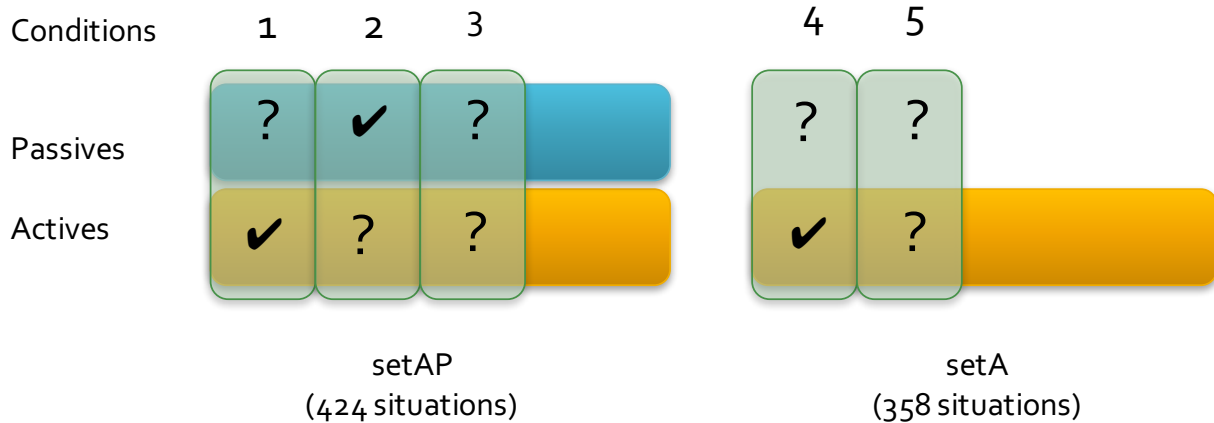 Conditions 1 2 3 4 5
Passives ? ✔ ? ? ?
Actives ✔ ? ? ✔ ?
setAP setA
(424 situations) (358 situations)